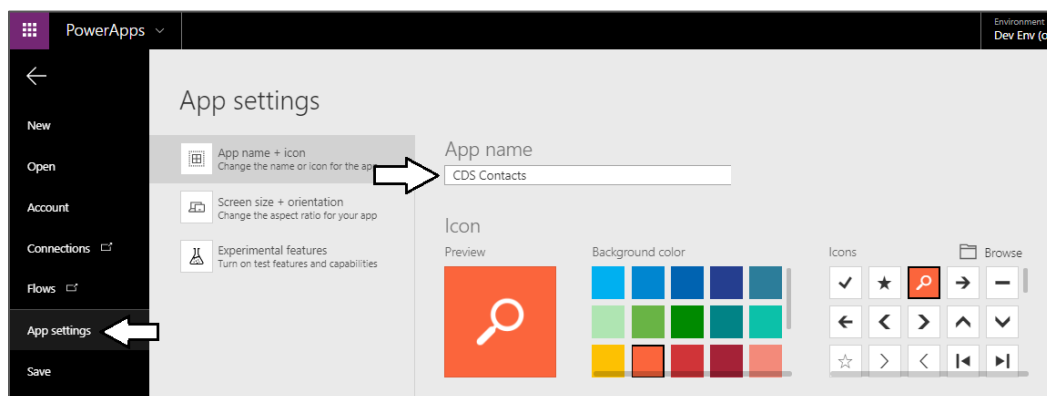 PowerApps
Environment
Dev Env (o
New
Open
Account
Connections
Flows
App settings
Save
App settings
App name + icon
Change the name or icon for the app
Screen size + orientation
Change the aspect ratio for your app
Experimental features
Turn on test features and capabilities
App name
CDS Contacts
Icon
Preview
Background color
Icons
Browse